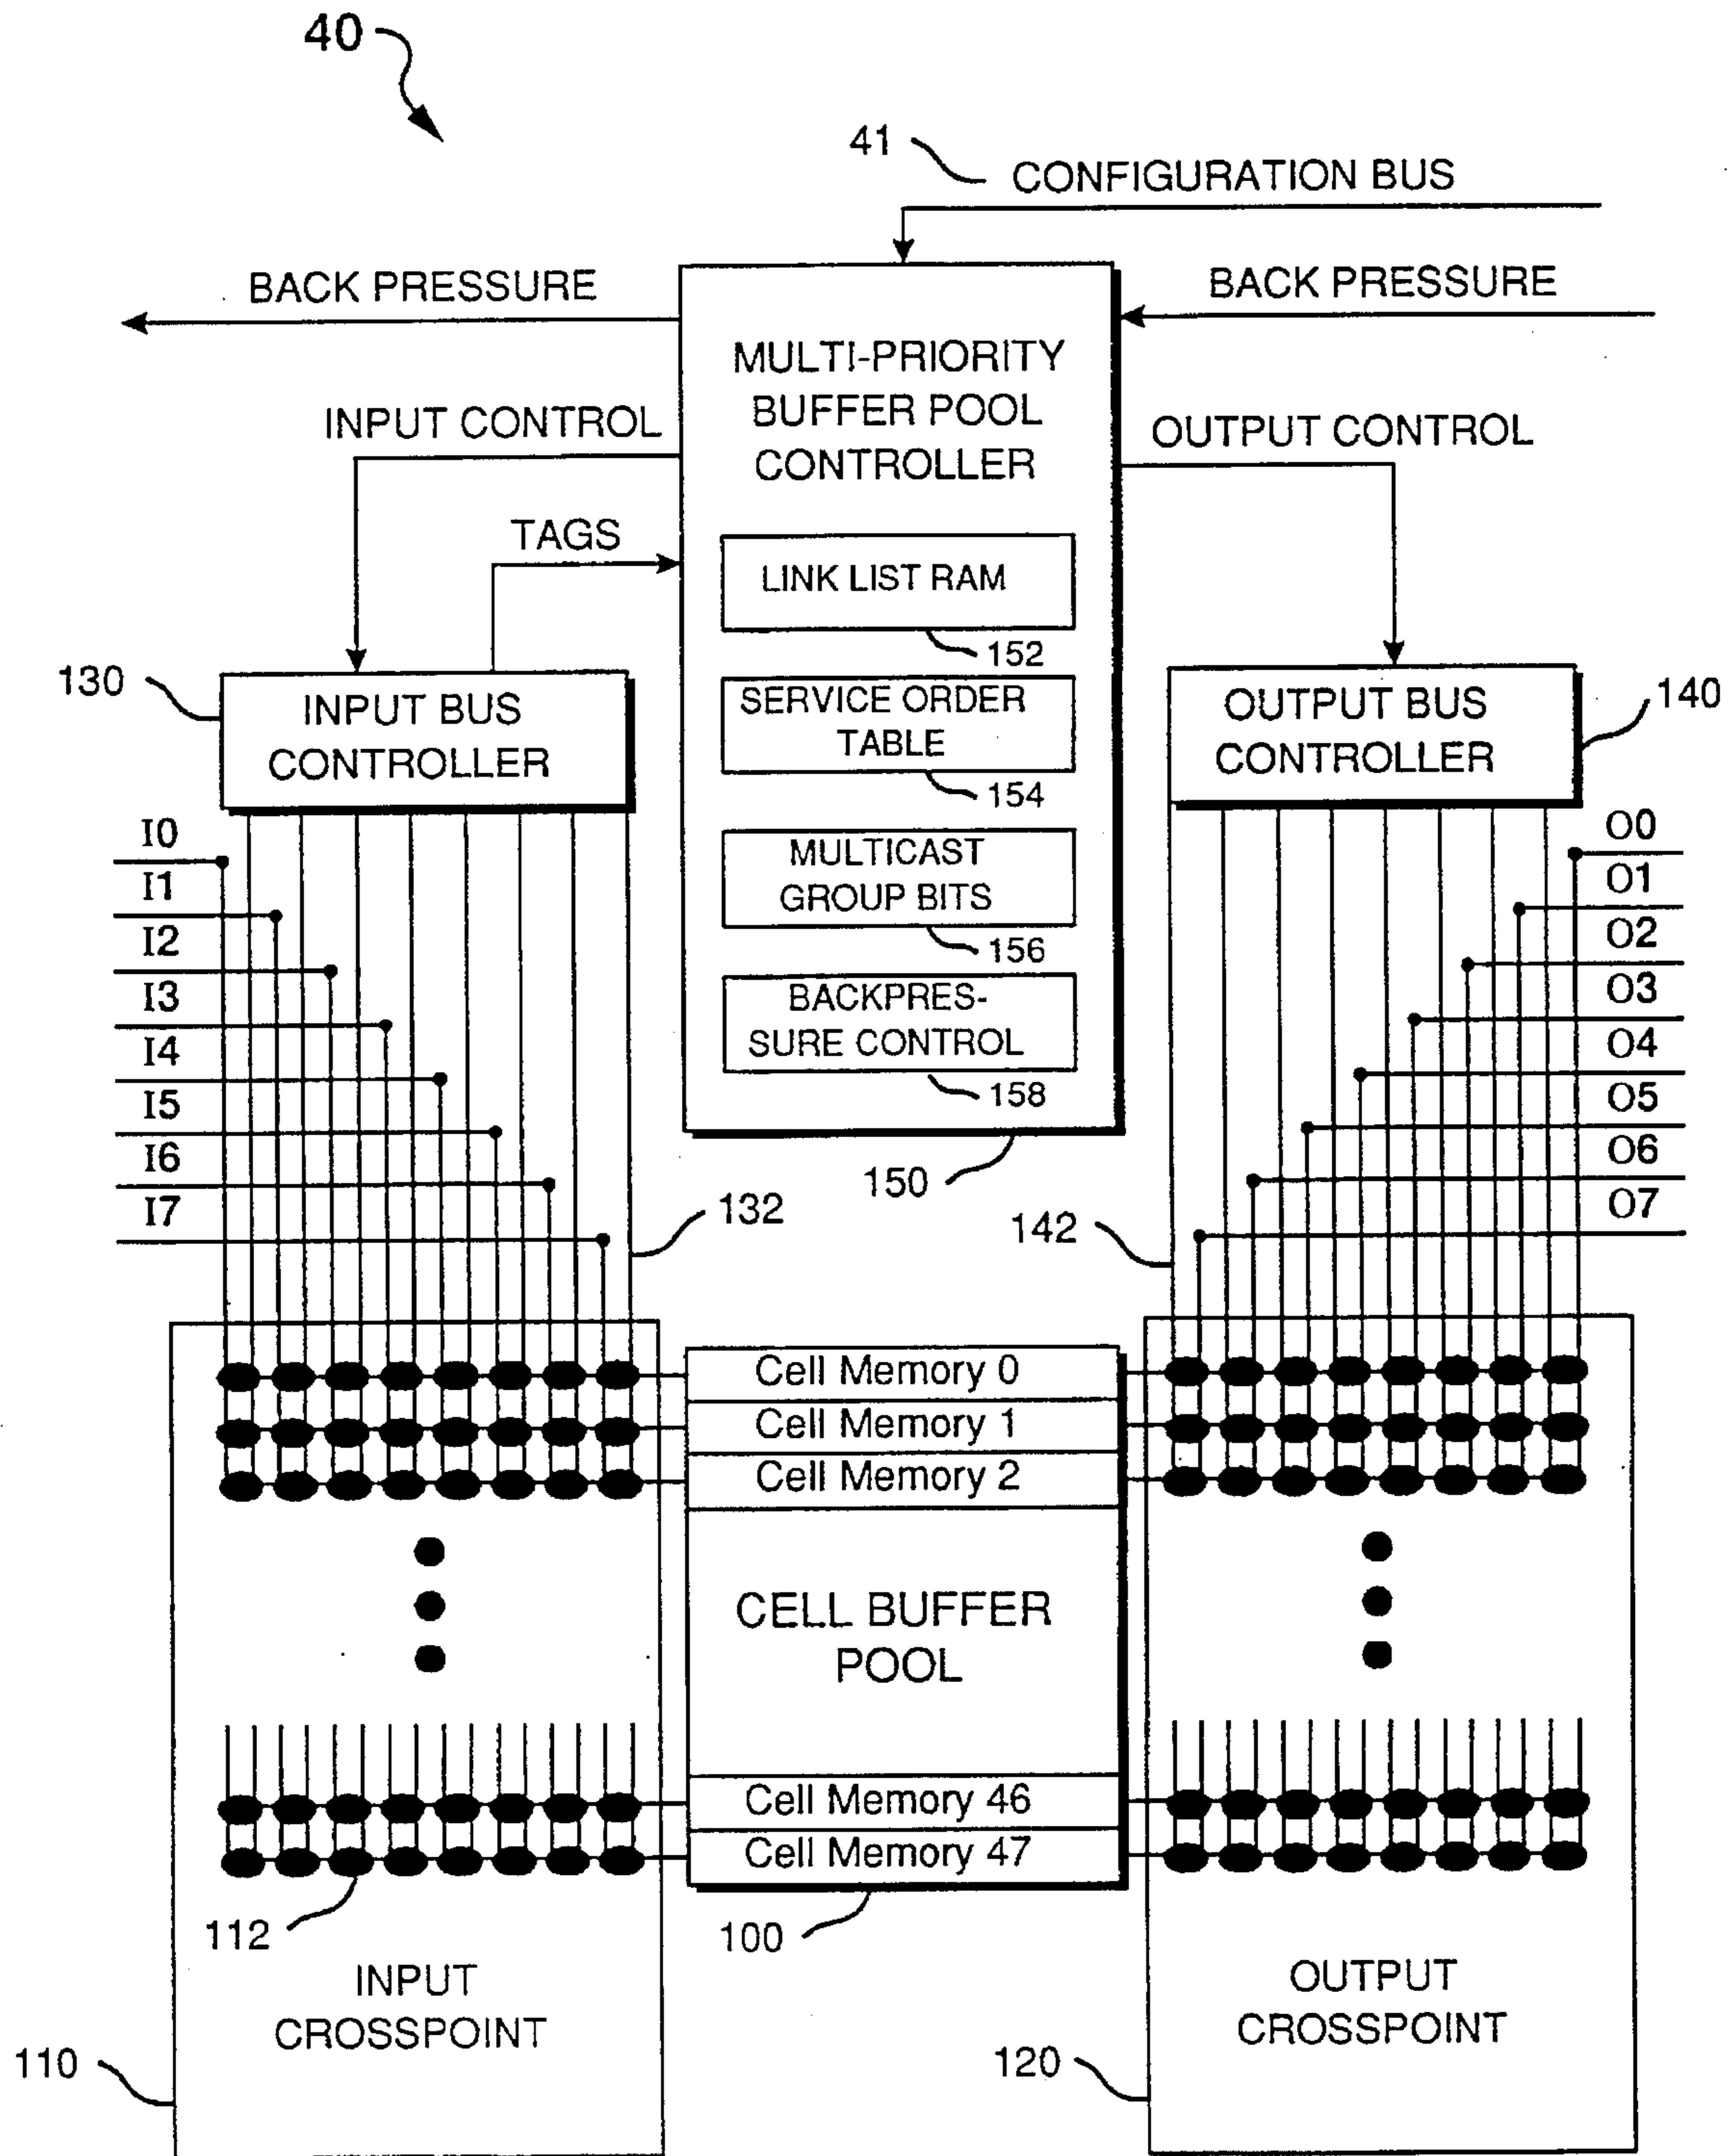 40
41
CONFIGURATION BUS
BACK PRESSURE
BACK PRESSURE
MULTI-PRIORITY
BUFFER POOL
CONTROLLER
INPUT CONTROL
OUTPUT CONTROL
TAGS
LINK LIST RAM
152
130
INPUT BUS
CONTROLLER
SERVICE ORDER
TABLE
154
OUTPUT BUS
CONTROLLER
140
I0
I1
I2
I3
I4
I5
I6
I7
MULTICAST
GROUP BITS
156
BACKPRES-
SURE CONTROL
158
150
O0
O1
O2
O3
O4
O5
O6
O7
132
142
Cell Memory 0
Cell Memory 1
Cell Memory 2
CELL BUFFER
POOL
Cell Memory 46
Cell Memory 47
112
100
INPUT
CROSSPOINT
OUTPUT
CROSSPOINT
110
120